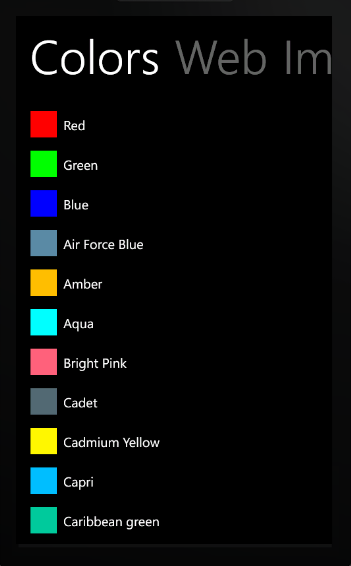 Colors Web Im
Red
Green
Blue
Air Force Blue
Amber
Aqua
Bright Pink
Cadet
Cadmium Yellow
Capri
Caribbean green